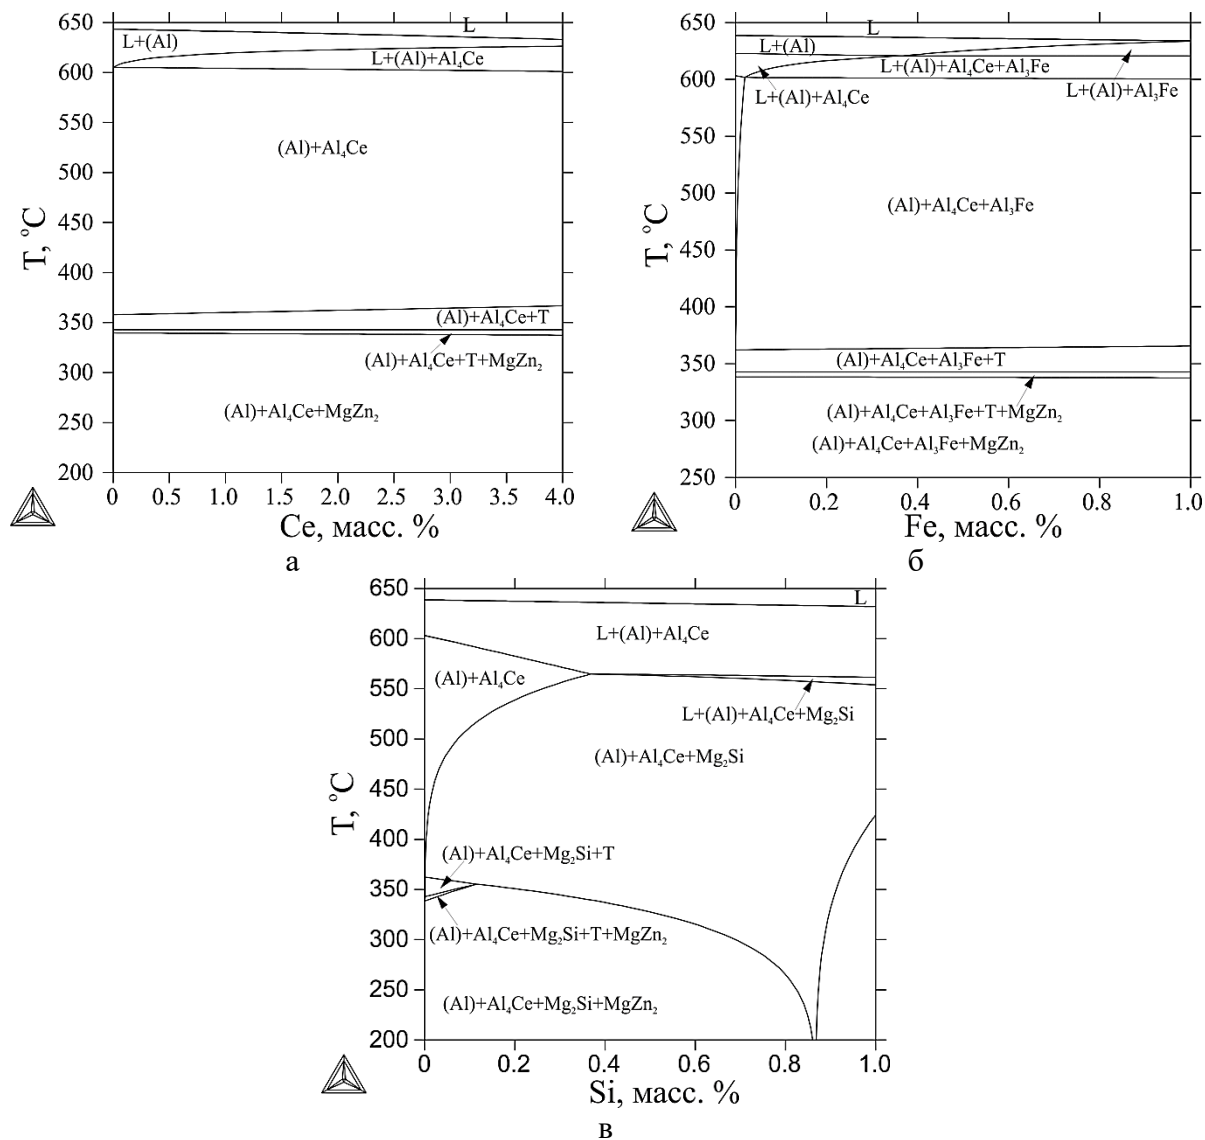 650
600
550
500
450
400
350
300
250
200
T, °C
L
L+(Al)
L+(Al)+Al₄Ce
(Al)+Al₄Ce
(Al)+Al₄Ce+T
(Al)+Al₄Ce+T+MgZn₂
(Al)+Al₄Ce+MgZn₂
0 0.5 1.0 1.5 2.0 2.5 3.0 3.5 4.0
Ce, масс. %
а
650
600
550
500
450
400
350
300
250
T, °C
L
L+(Al)
L+(Al)+Al₄Ce+Al₃Fe
L+(Al)+Al₄Ce
L+(Al)+Al₃Fe
(Al)+Al₄Ce+Al₃Fe
(Al)+Al₄Ce+Al₃Fe+T
(Al)+Al₄Ce+Al₃Fe+T+MgZn₂
(Al)+Al₄Ce+Al₃Fe+MgZn₂
0 0.2 0.4 0.6 0.8 1.0
Fe, масс. %
б
650
600
550
500
450
400
350
300
250
200
T, °C
L
L+(Al)+Al₄Ce
(Al)+Al₄Ce
L+(Al)+Al₄Ce+Mg₂Si
(Al)+Al₄Ce+Mg₂Si
(Al)+Al₄Ce+Mg₂Si+T
(Al)+Al₄Ce+Mg₂Si+T+MgZn₂
(Al)+Al₄Ce+Mg₂Si+MgZn₂
0 0.2 0.4 0.6 0.8 1.0
Si, масс. %
в